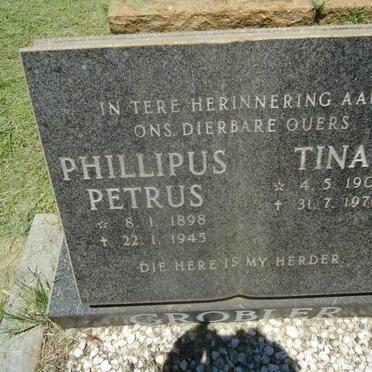 IN TERE HERINNERING AAN
ONS DIERBARE OUERS
PHILLIPUS
PETRUS
☆ 8. 1. 1898
✝ 22. 1. 1945
TINA
☆ 4. 5. 190
✝ 31. 7. 197
DIE HERE IS MY HERDER.
GROBLER